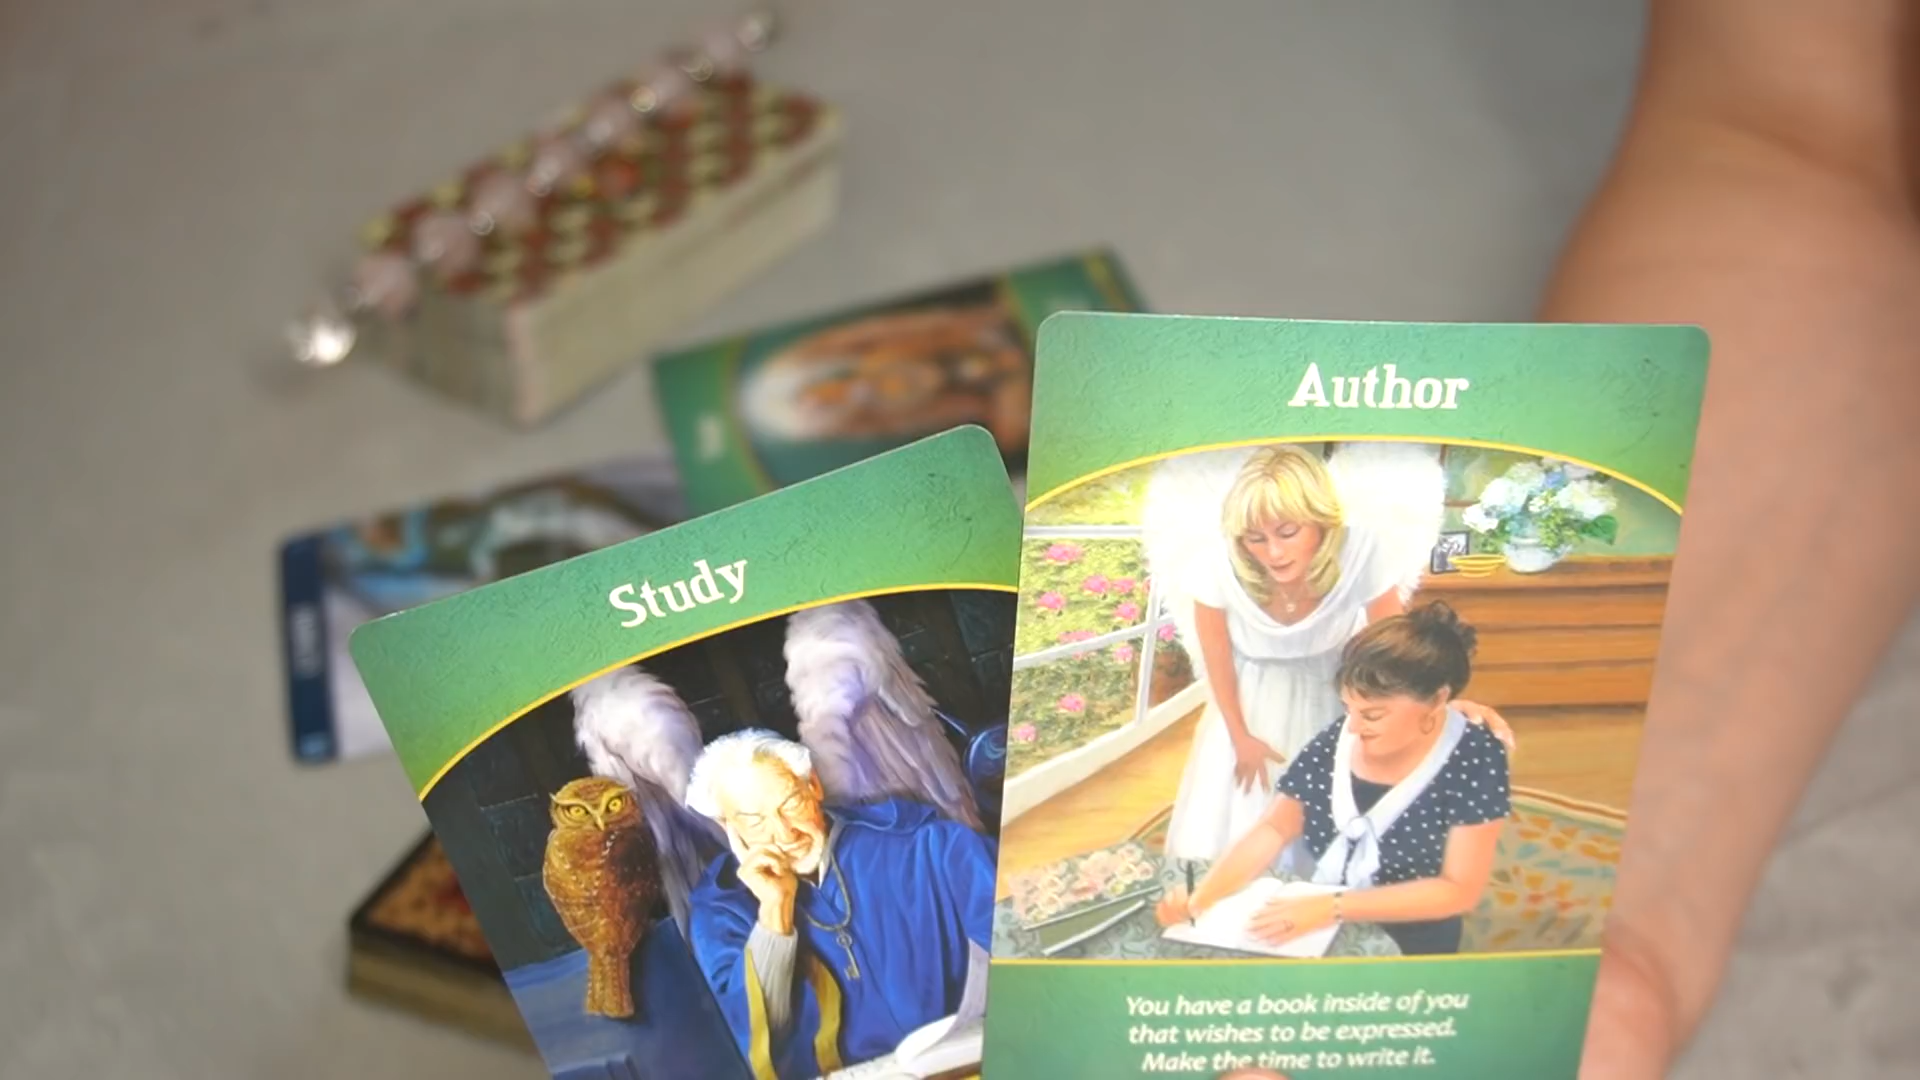 Study
Author
You have a book inside of you
that wishes to be expressed.
Make the time to write it.